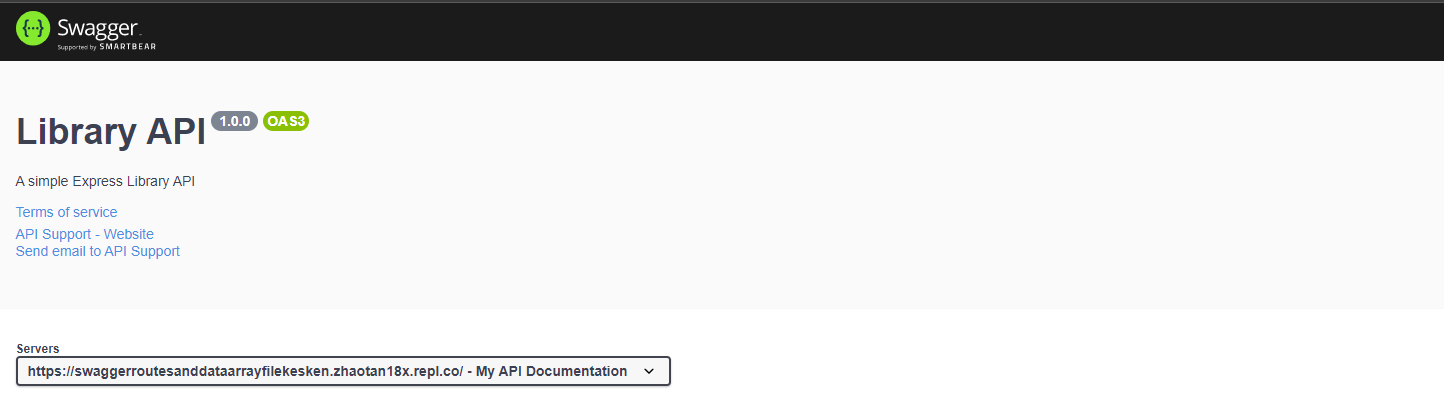 Swagger
Supported by SMARTBEAR
Library API 1.0.0 OAS3
A simple Express Library API
Terms of service
API Support - Website
Send email to API Support
Servers
https://swaggerroutesanddataarrayfilekesken.zhaotan18x.repl.co/ - My API Documentation